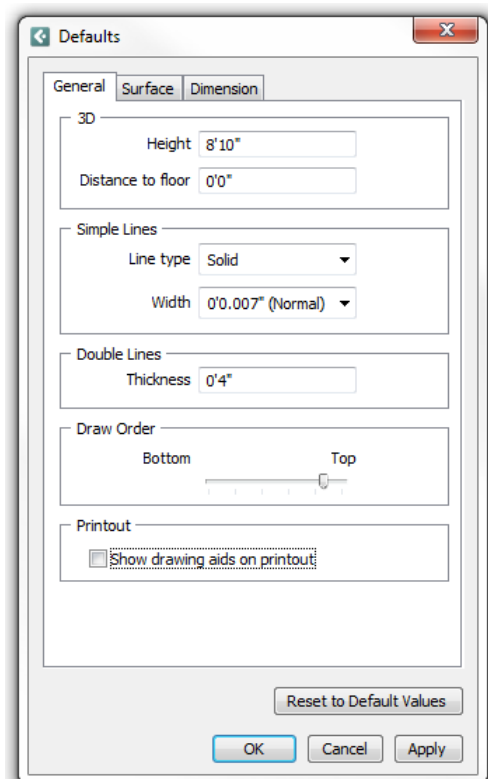 Defaults
General Surface Dimension
3D
Height 8'10"
Distance to floor 0'0"
Simple Lines
Line type Solid
Width 0'0.007" (Normal)
Double Lines
Thickness 0'4"
Draw Order
Bottom Top
Printout
Show drawing aids on printout
Reset to Default Values
OK Cancel Apply